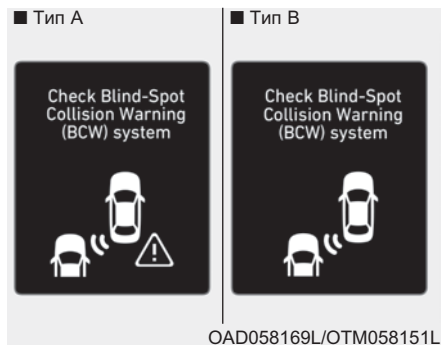 ■ Тип A
Check Blind-Spot
Collision Warning
(BCW) system
■ Тип B
Check Blind-Spot
Collision Warning
(BCW) system
OAD058169L/OTM058151L